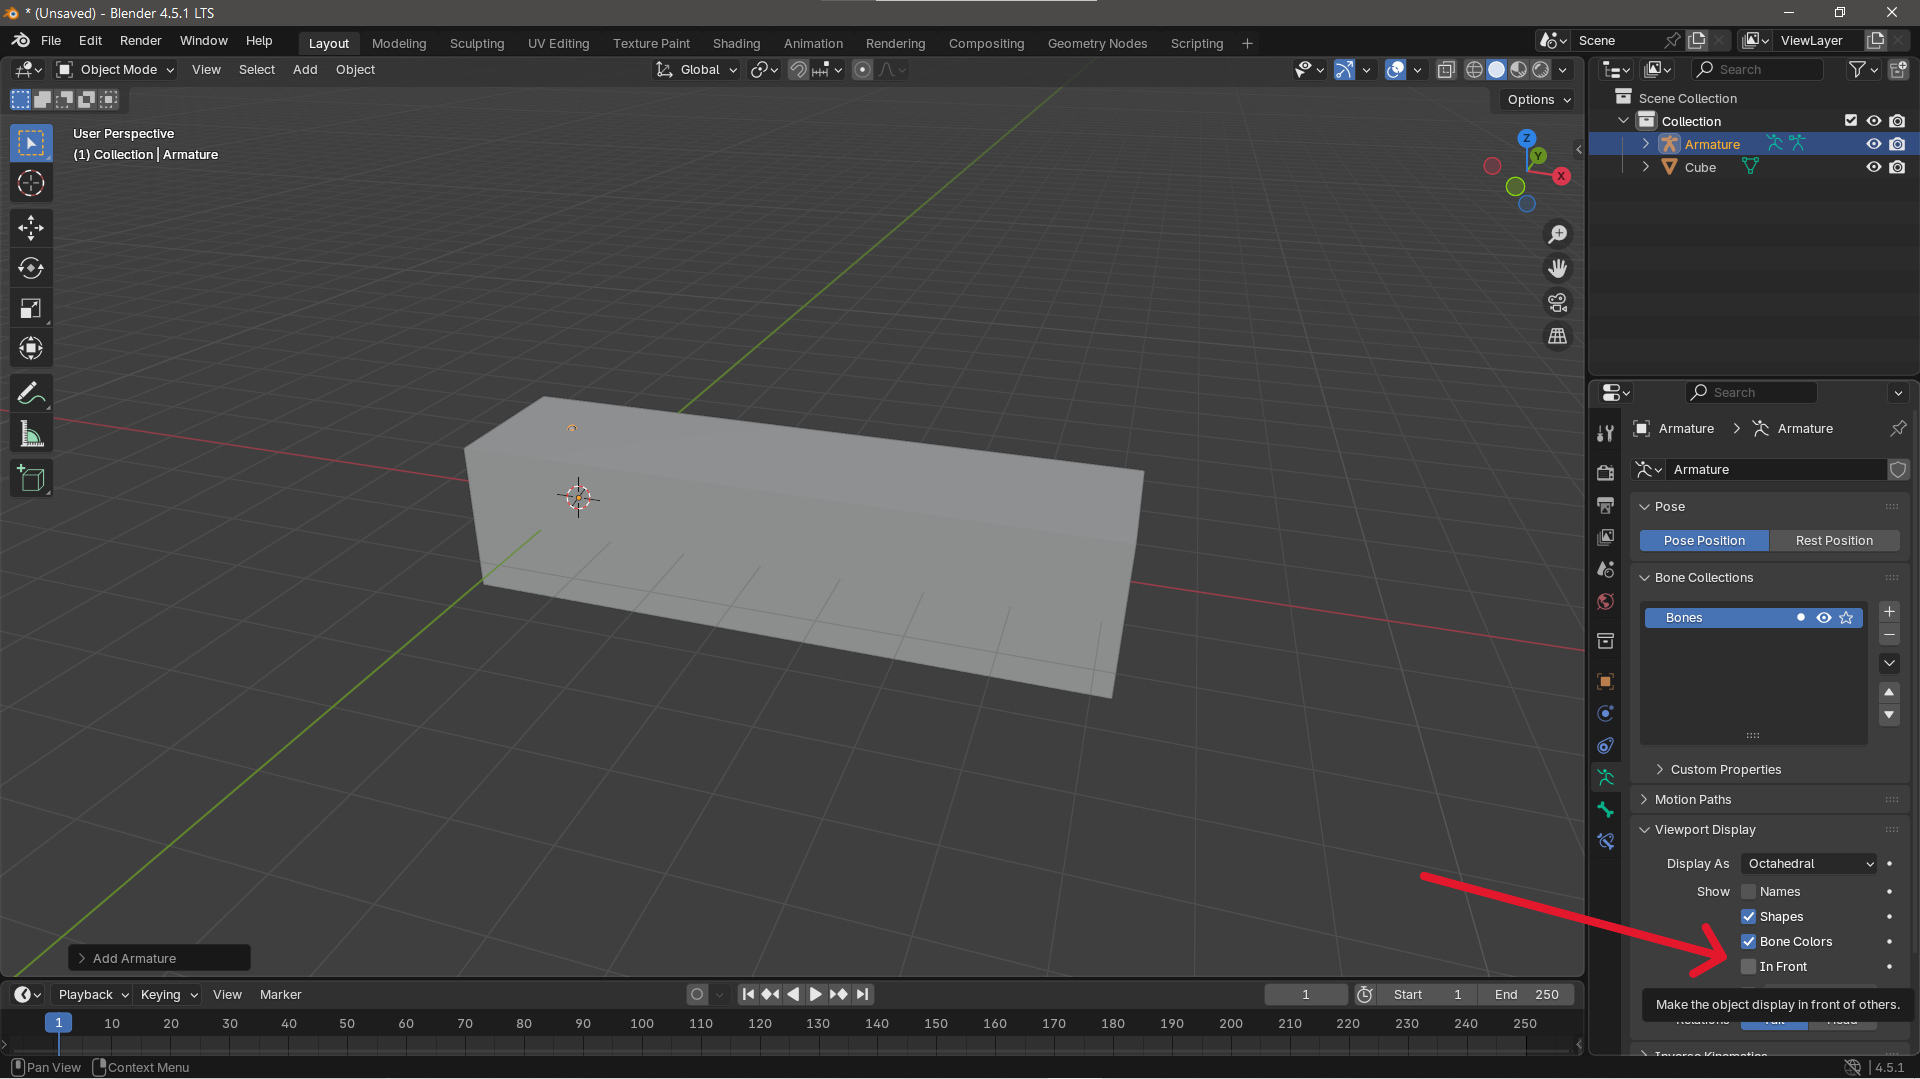 * (Unsaved) - Blender 4.5.1 LTS
File Edit Render Window Help Layout Modeling Sculpting UV Editing Texture Paint Shading Animation Rendering Compositing Geometry Nodes Scripting + Scene ViewLayer
Object Mode View Select Add Object Global Search
Options
User Perspective
(1) Collection | Armature
Z
Y
X
Scene Collection
Collection
Armature
Cube
Search
Armature > Armature
Armature
Pose
Pose Position Rest Position
Bone Collections
Bones
Custom Properties
Motion Paths
Viewport Display
Display As Octahedral
Show Names
Shapes
Bone Colors
In Front
Make the object display in front of others.
Add Armature
Playback Keying View Marker 1 Start 1 End 250
1 10 20 30 40 50 60 70 80 90 100 110 120 130 140 150 160 170 180 190 200 210 220 230 240 250
Pan View Context Menu 4.5.1